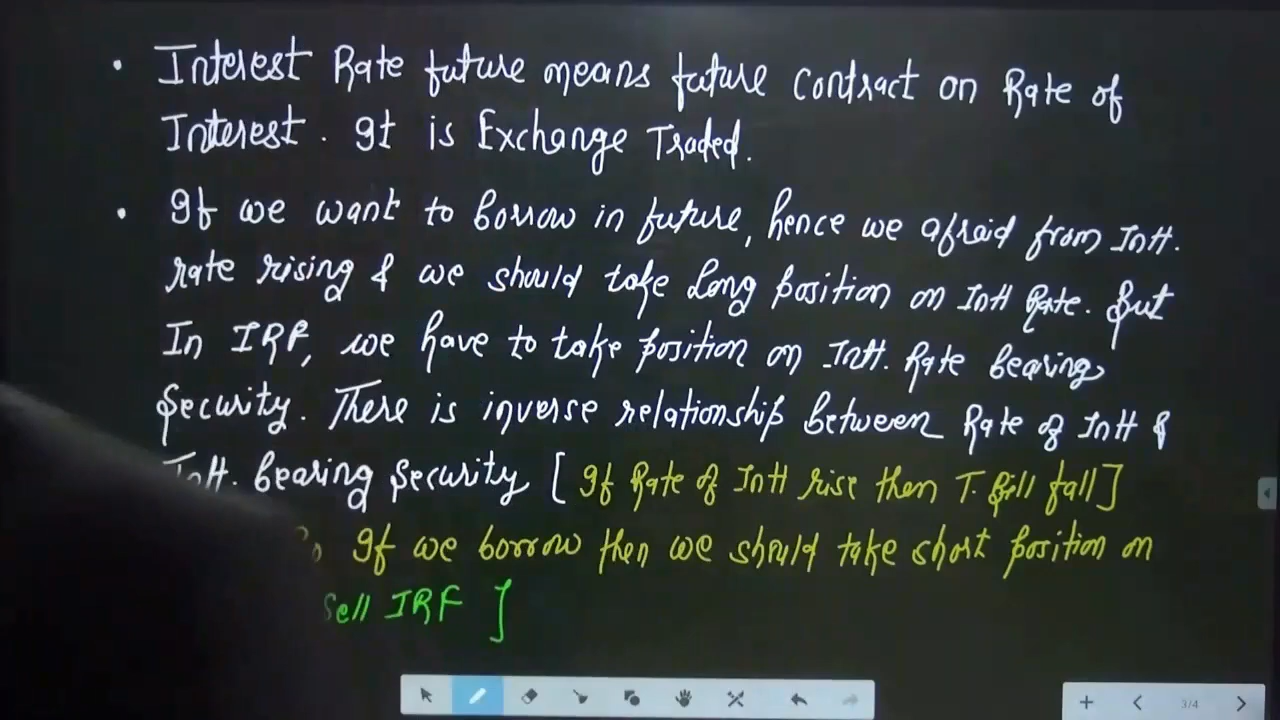 • Interest Rate future means future contract on Rate of
Interest. It is Exchange Traded.
• If we want to borrow in future, hence we afraid from Intt.
rate rising & we should take long position on Intt Rate. But
In IRF, we have to take position on Intt. Rate bearing
Security. There is inverse relationship between Rate of Intt &
Intt. bearing Security [If Rate of Intt rise then T. Bill fall]
If we borrow then we should take short position on
Sell IRF ]
3/4